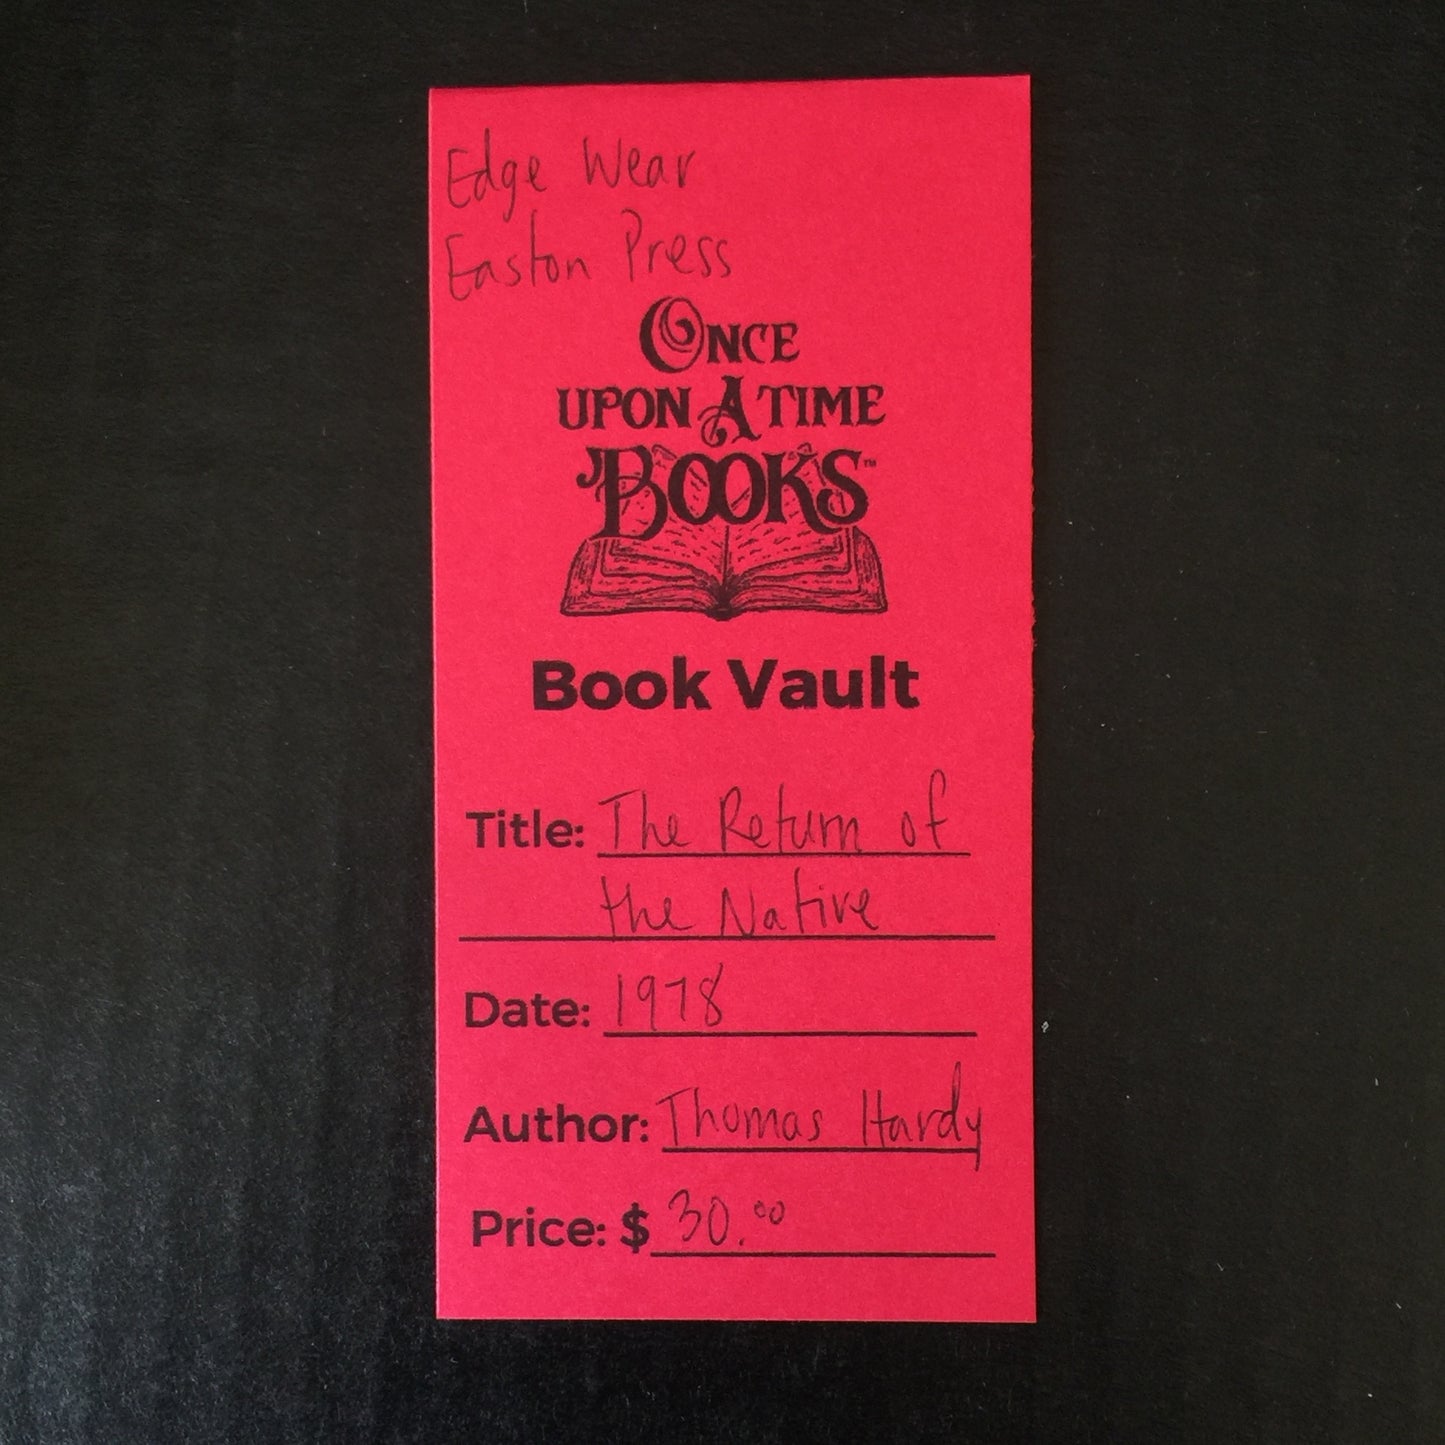 Edge Wear
Easton Press
ONCE
UPON A TIME
BOOKS™
Book Vault
Title: The Return of
the Native
Date: 1978
Author: Thomas Hardy
Price: $ 30.00